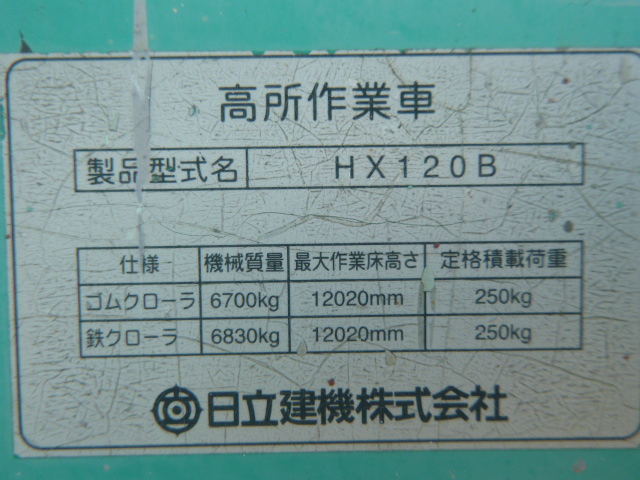 高所作業車
製品型式名 HX120B
仕様 機械質量 最大作業床高さ 定格積載荷重
ゴムクローラ 6700kg 12020mm 250kg
鉄クローラ 6830kg 12020mm 250kg
日立建機株式会社